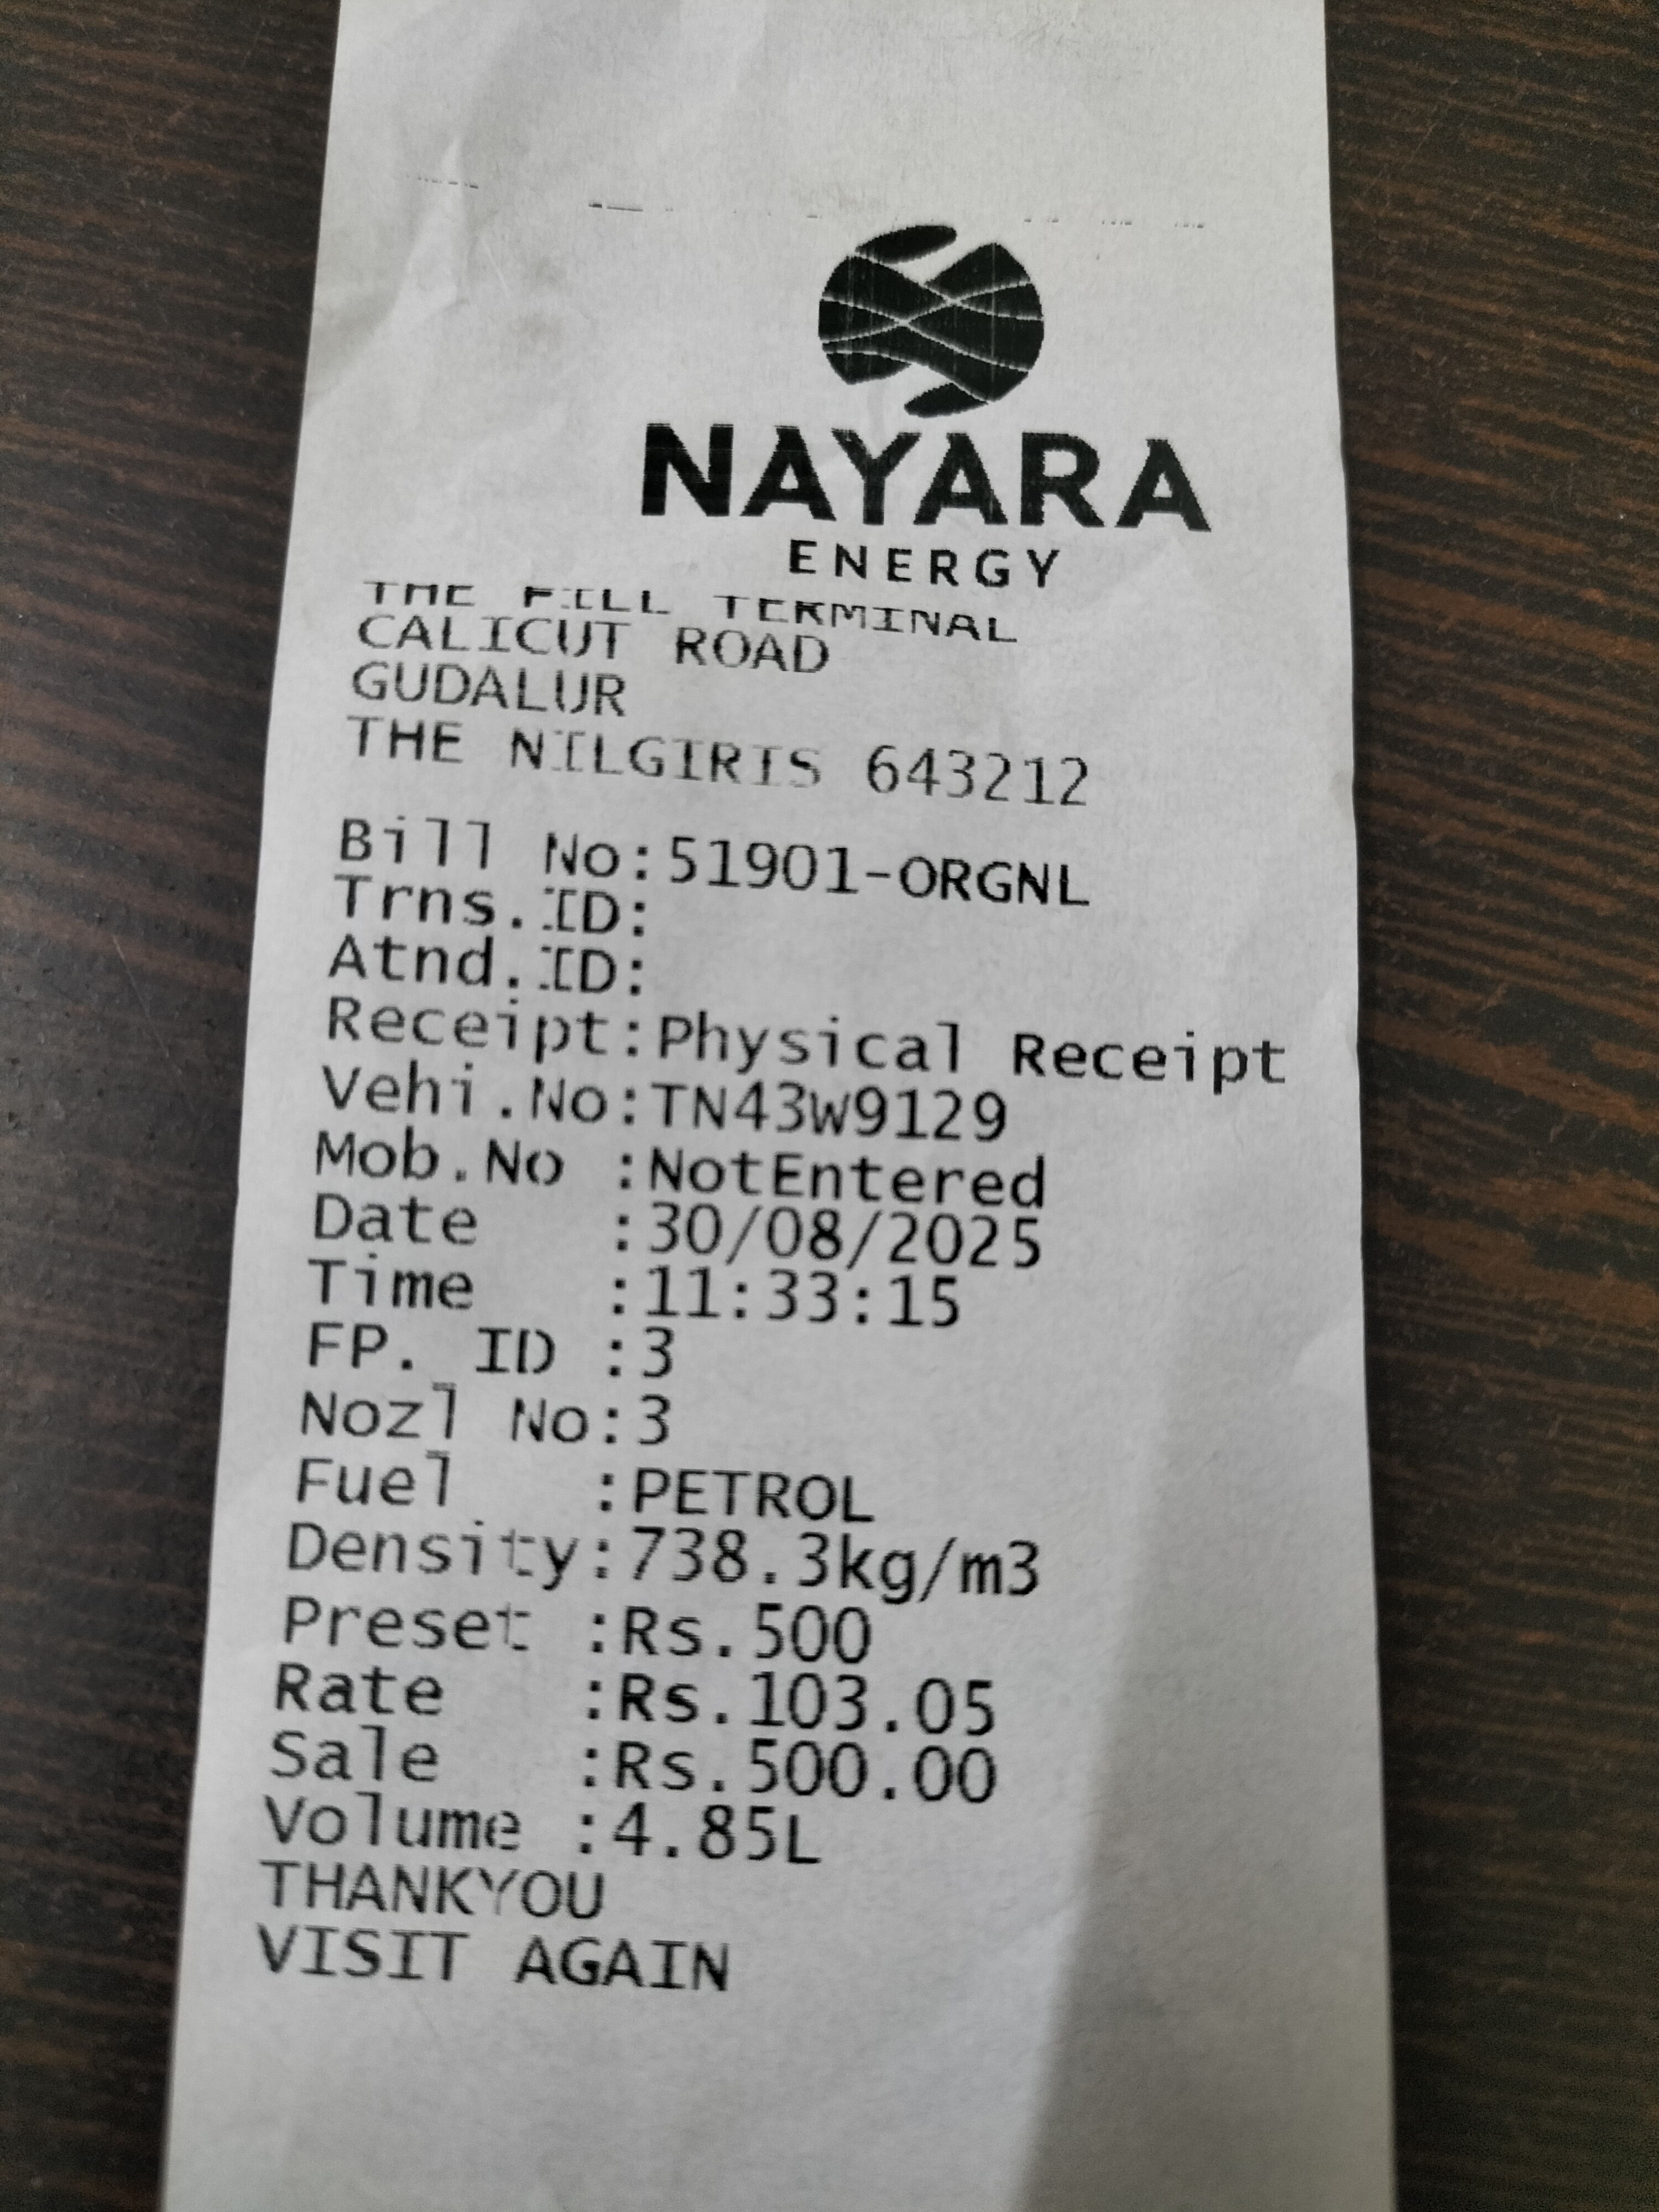 NAYARA
ENERGY
THE FILL TERMINAL
CALICUT ROAD
GUDALUR
THE NILGIRIS 643212
Bill No:51901-ORGNL
Trns.ID:
Atnd.ID:
Receipt:Physical Receipt
Vehi.No:TN43W9129
Mob.No :NotEntered
Date :30/08/2025
Time :11:33:15
FP. ID :3
Nozl No:3
Fuel :PETROL
Density:738.3kg/m3
Preset :Rs.500
Rate :Rs.103.05
Sale :Rs.500.00
Volume :4.85L
THANKYOU
VISIT AGAIN